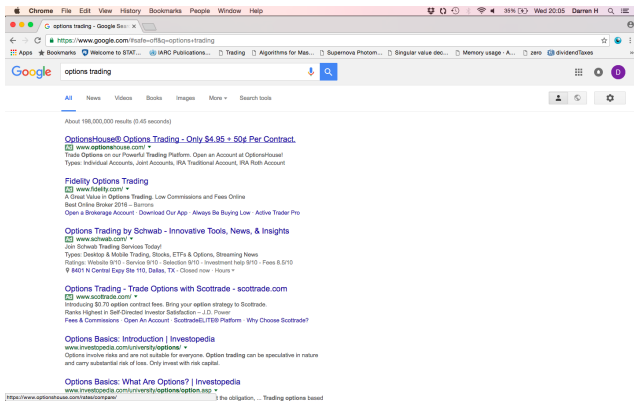 Chrome File Edit View History Bookmarks People Window Help 35% Wed 20:05 Darren H
options trading - Google Sea
https://www.google.com/#safe=off&q=options+trading
Apps Bookmarks Welcome to STAT... IARC Publications... Trading Algorithms for Mas... Supernova Photom... Singular value dec... Memory usage - A... zero dividendTaxes
Google options trading D
All News Videos Books Images More Search tools
About 198,000,000 results (0.45 seconds)
OptionsHouse® Options Trading - Only $4.95 + 50¢ Per Contract.
Ad www.optionshouse.com/
Trade Options on our Powerful Trading Platform. Open an Account at OptionsHouse!
Types: Individual Accounts, Joint Accounts, IRA Traditional Account, IRA Roth Account
Fidelity Options Trading
Ad www.fidelity.com/
A Great Value in Options Trading. Low Commissions and Fees Online
Best Online Broker 2016 – Barrons
Open a Brokerage Account · Download Our App · Always Be Buying Low · Active Trader Pro
Options Trading by Schwab - Innovative Tools, News, & Insights
Ad www.schwab.com/
Join Schwab Trading Services Today!
Types: Desktop & Mobile Trading, Stocks, ETFs & Options, Streaming News
Ratings: Website 9/10 - Service 9/10 - Selection 9/10 - Investment help 9/10 - Fees 8.5/10
8401 N Central Expy Ste 110, Dallas, TX - Closed now · Hours
Options Trading - Trade Options with Scottrade - scottrade.com
Ad www.scottrade.com/
Introducing $0.70 option contract fees. Bring your option strategy to Scottrade.
Ranks Highest in Self-Directed Investor Satisfaction – J.D. Power
Fees & Commissions · Open An Account · ScottradeELITE® Platform · Why Choose Scottrade?
Options Basics: Introduction | Investopedia
www.investopedia.com/university/options/
Options involve risks and are not suitable for everyone. Option trading can be speculative in nature
and carry substantial risk of loss. Only invest with risk capital.
Options Basics: What Are Options? | Investopedia
www.investopedia.com/university/options/option.asp
https://www.optionshouse.com/rates/compare/ t the obligation, ... Trading options based